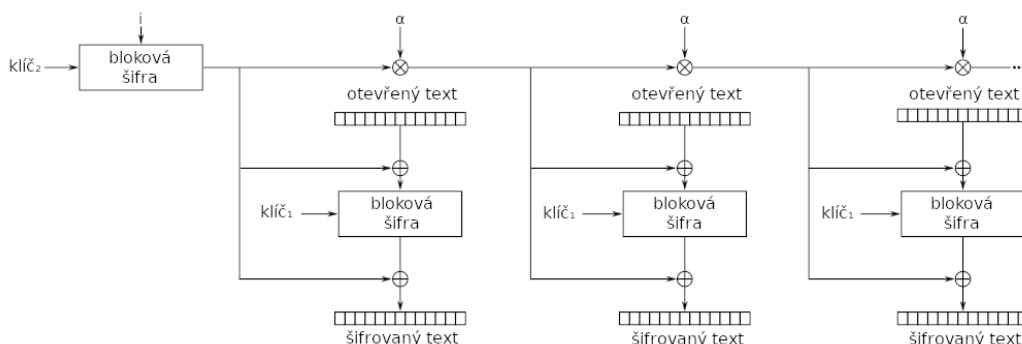 i
α
α
α
klíč₂
bloková
šifra
otevřený text
otevřený text
otevřený text
klíč₁
bloková
šifra
klíč₁
bloková
šifra
klíč₁
bloková
šifra
šifrovaný text
šifrovaný text
šifrovaný text